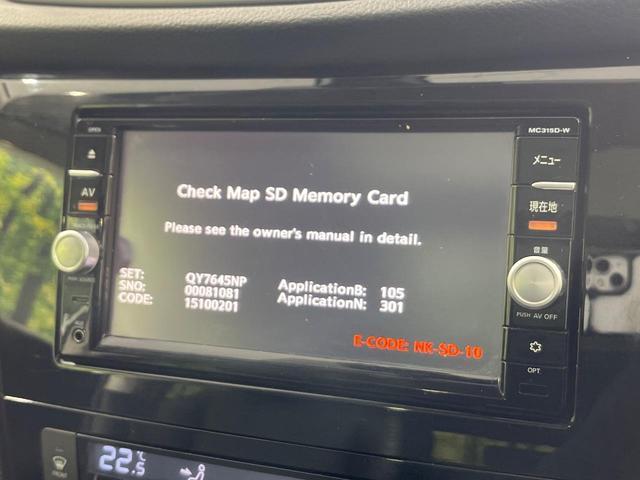 OPEN
MC315D-W
メニュー
AV
現在地
Check Map SD Memory Card
Please see the owner's manual in detail.
音量
SET: QY7645NP ApplicationB: 105
SNO: 00081081 ApplicationN: 301
CODE: 15100201
PUSH AV OFF
E-CODE: NK-SD-10
OPT
22.5℃
FRONT